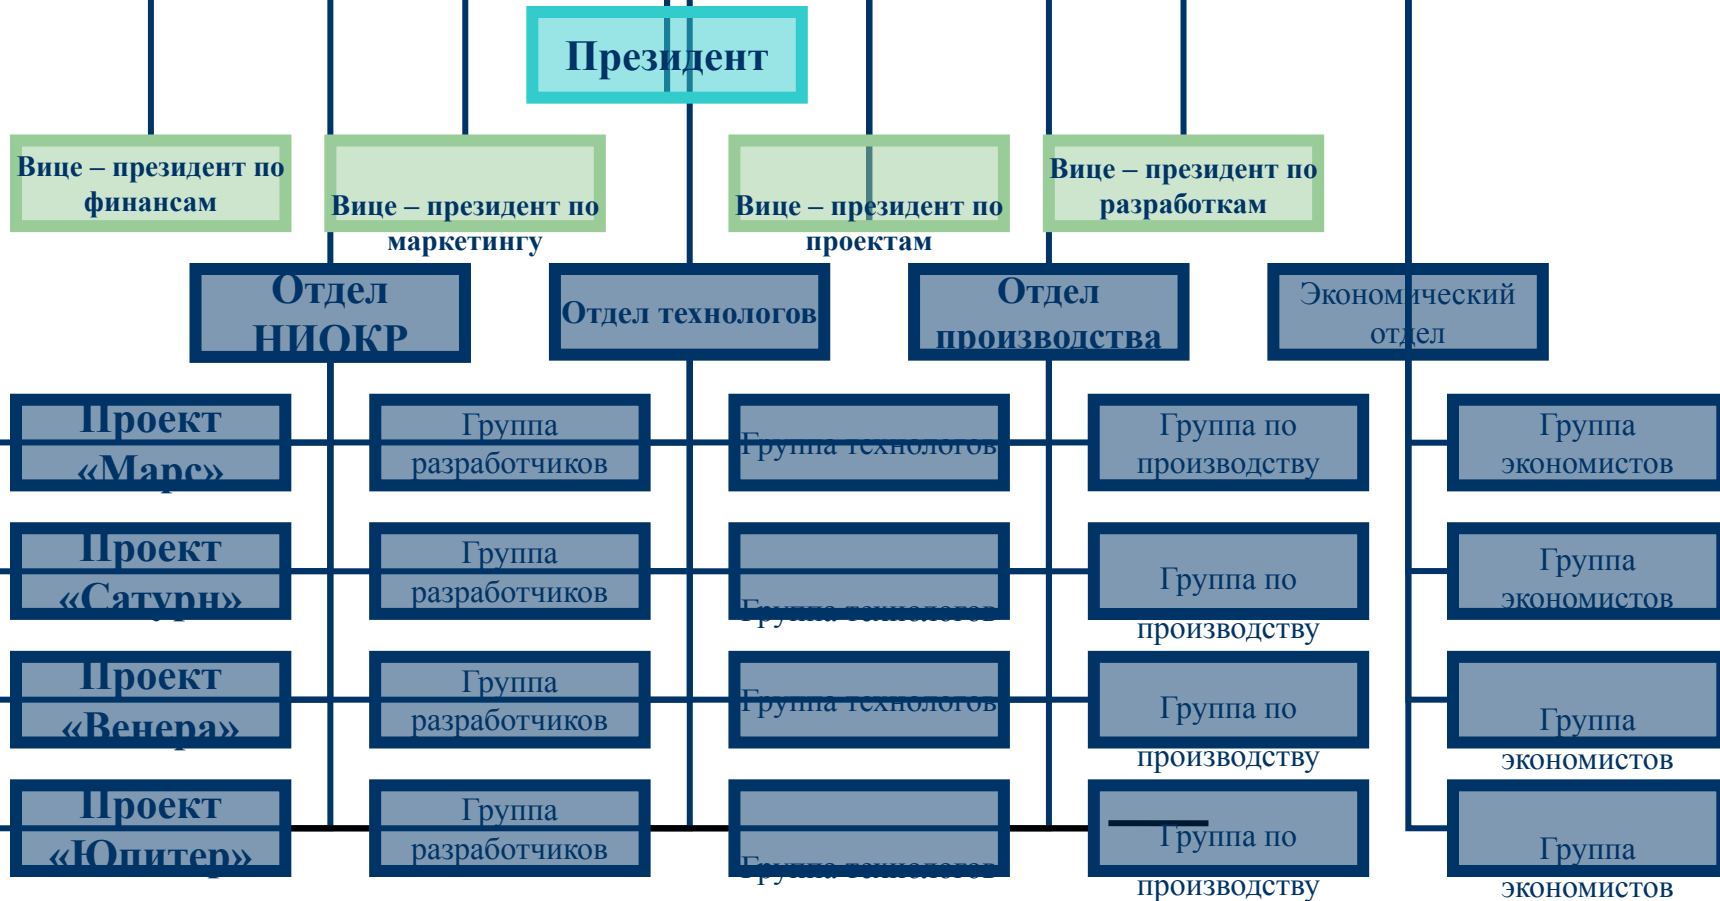 Президент
Вице – президент по
финансам
Вице – президент по
маркетингу
Вице – президент по
проектам
Вице – президент по
разработкам
Отдел
НИОКР
Отдел технологов
Отдел
производства
Экономический
отдел
Проект
«Марс»
Группа
разработчиков
Группа технологов
Группа по
производству
Группа
экономистов
Проект
«Сатурн»
Группа
разработчиков
Группа технологов
Группа по
производству
Группа
экономистов
Проект
«Венера»
Группа
разработчиков
Группа технологов
Группа по
производству
Группа
экономистов
Проект
«Юпитер»
Группа
разработчиков
Группа технологов
Группа по
производству
Группа
экономистов